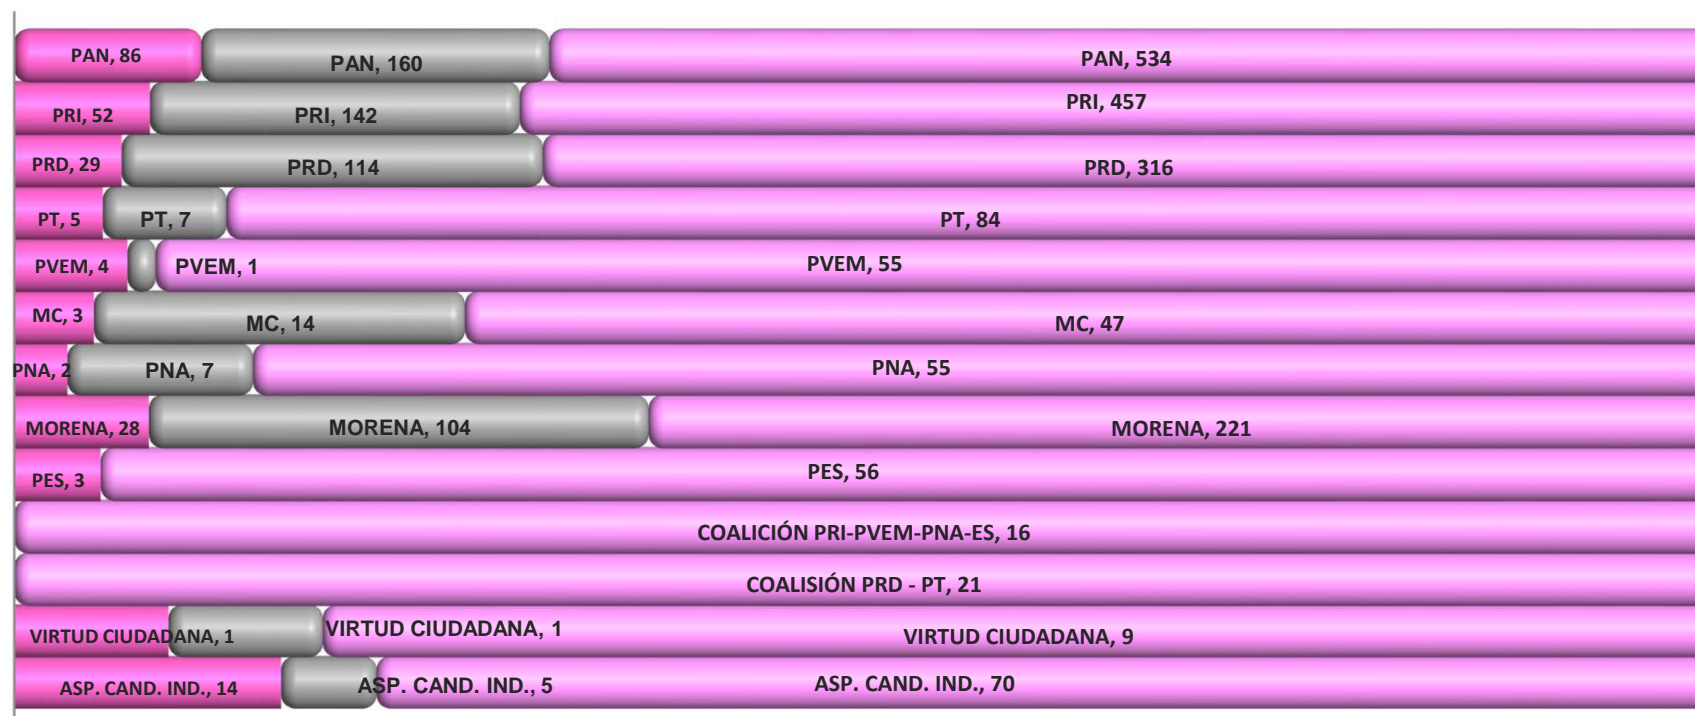 PAN, 86 PAN, 160 PAN, 534
PRI, 52 PRI, 142 PRI, 457
PRD, 29 PRD, 114 PRD, 316
PT, 5 PT, 7 PT, 84
PVEM, 4 PVEM, 1 PVEM, 55
MC, 3 MC, 14 MC, 47
PNA, 2 PNA, 7 PNA, 55
MORENA, 28 MORENA, 104 MORENA, 221
PES, 3 PES, 56
COALICIÓN PRI-PVEM-PNA-ES, 16
COALISIÓN PRD - PT, 21
VIRTUD CIUDADANA, 1 VIRTUD CIUDADANA, 1 VIRTUD CIUDADANA, 9
ASP. CAND. IND., 14 ASP. CAND. IND., 5 ASP. CAND. IND., 70